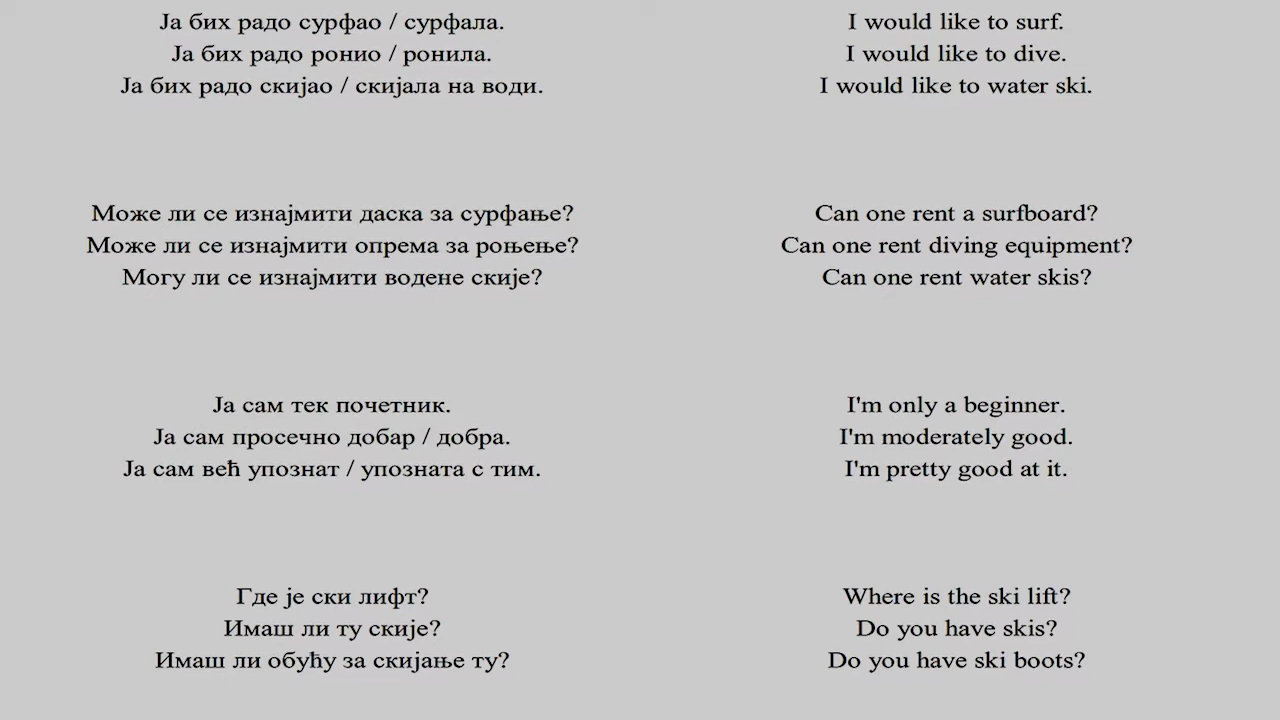 Ја бих радо сурфао / сурфала.
Ја бих радо ронио / ронила.
Ја бих радо скијао / скијала на води.
I would like to surf.
I would like to dive.
I would like to water ski.
Може ли се изнајмити даска за сурфање?
Може ли се изнајмити опрема за роњење?
Могу ли се изнајмити водене скије?
Can one rent a surfboard?
Can one rent diving equipment?
Can one rent water skis?
Ја сам тек почетник.
Ја сам просечно добар / добра.
Ја сам већ упознат / упозната с тим.
I'm only a beginner.
I'm moderately good.
I'm pretty good at it.
Где је ски лифт?
Имаш ли ту скије?
Имаш ли обућу за скијање ту?
Where is the ski lift?
Do you have skis?
Do you have ski boots?